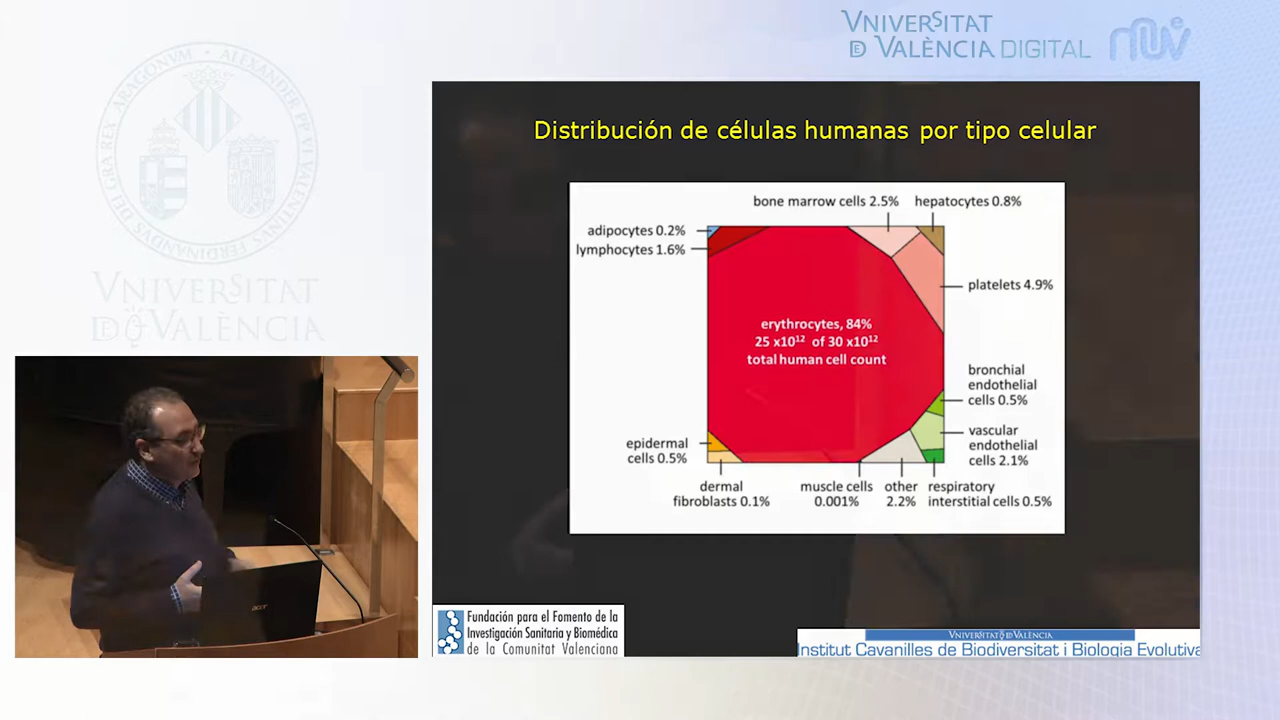 VNIVERSITAT
DE VALÈNCIA DIGITAL
VNIVERSITAT
DE VALÈNCIA
Distribución de células humanas por tipo celular
bone marrow cells 2.5%
hepatocytes 0.8%
adipocytes 0.2%
lymphocytes 1.6%
platelets 4.9%
erythrocytes, 84%
25 x10¹² of 30 x10¹²
total human cell count
bronchial
endothelial
cells 0.5%
vascular
endothelial
cells 2.1%
epidermal
cells 0.5%
dermal
fibroblasts 0.1%
muscle cells
0.001%
other
2.2%
respiratory
interstitial cells 0.5%
acer
Fundación para el Fomento de la
Investigación Sanitaria y Biomédica
de la Comunitat Valenciana
VNIVERSITAT DE VALÈNCIA
Institut Cavanilles de Biodiversitat i Biologia Evolutiva